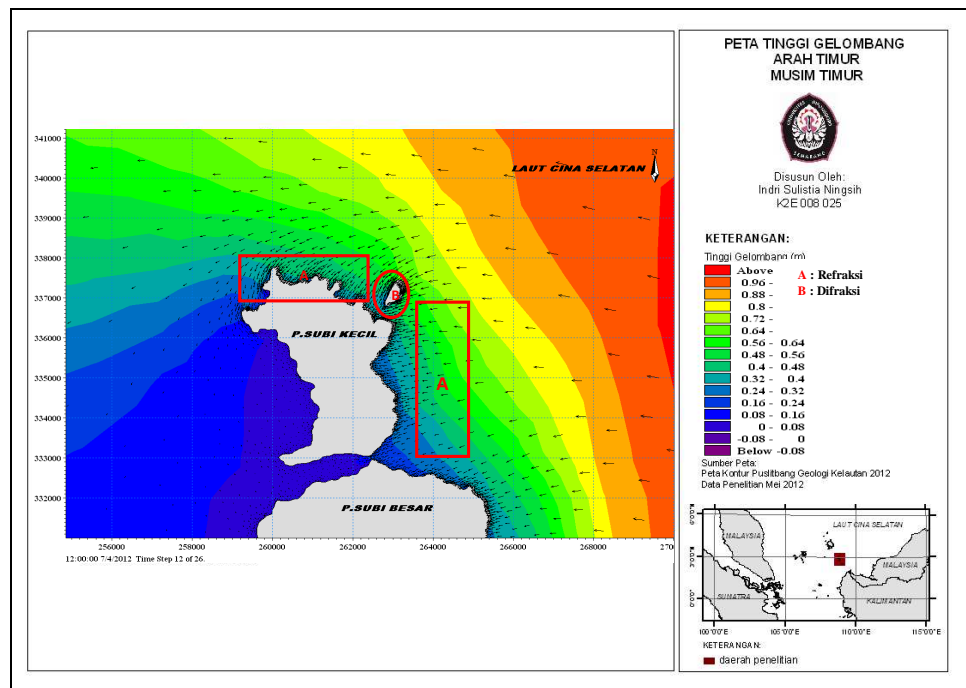 341000
340000
339000
338000
337000
336000
335000
334000
333000
332000
256000
258000
260000
262000
264000
266000
268000
270
12:00:00 7/4/2012 Time Step 12 of 26.
LAUT CINA SELATAN
N
A
B
A
P.SUBI KECIL
P.SUBI BESAR
PETA TINGGI GELOMBANG
ARAH TIMUR
MUSIM TIMUR
SEMARANG
Disusun Oleh:
Indri Sulistia Ningsih
K2E 008 025
KETERANGAN:
Tinggi Gelombang (m)
Above
0.96 -
0.88 -
0.8 -
0.72 -
0.64 -
0.56 - 0.64
0.48 - 0.56
0.4 - 0.48
0.32 - 0.4
0.24 - 0.32
0.16 - 0.24
0.08 - 0.16
0 - 0.08
-0.08 - 0
Below -0.08
A : Refraksi
B : Difraksi
Sumber Peta:
Peta Kontur Puslitbang Geologi Kelautan 2012
Data Penelitian Mei 2012
LAUT CINA SELATAN
MALAYSIA
MALAYSIA
SUMATRA
KALIMANTAN
100°0'0"E
105°0'0"E
110°0'0"E
115°0'0"E
KETERANGAN:
daerah penelitian